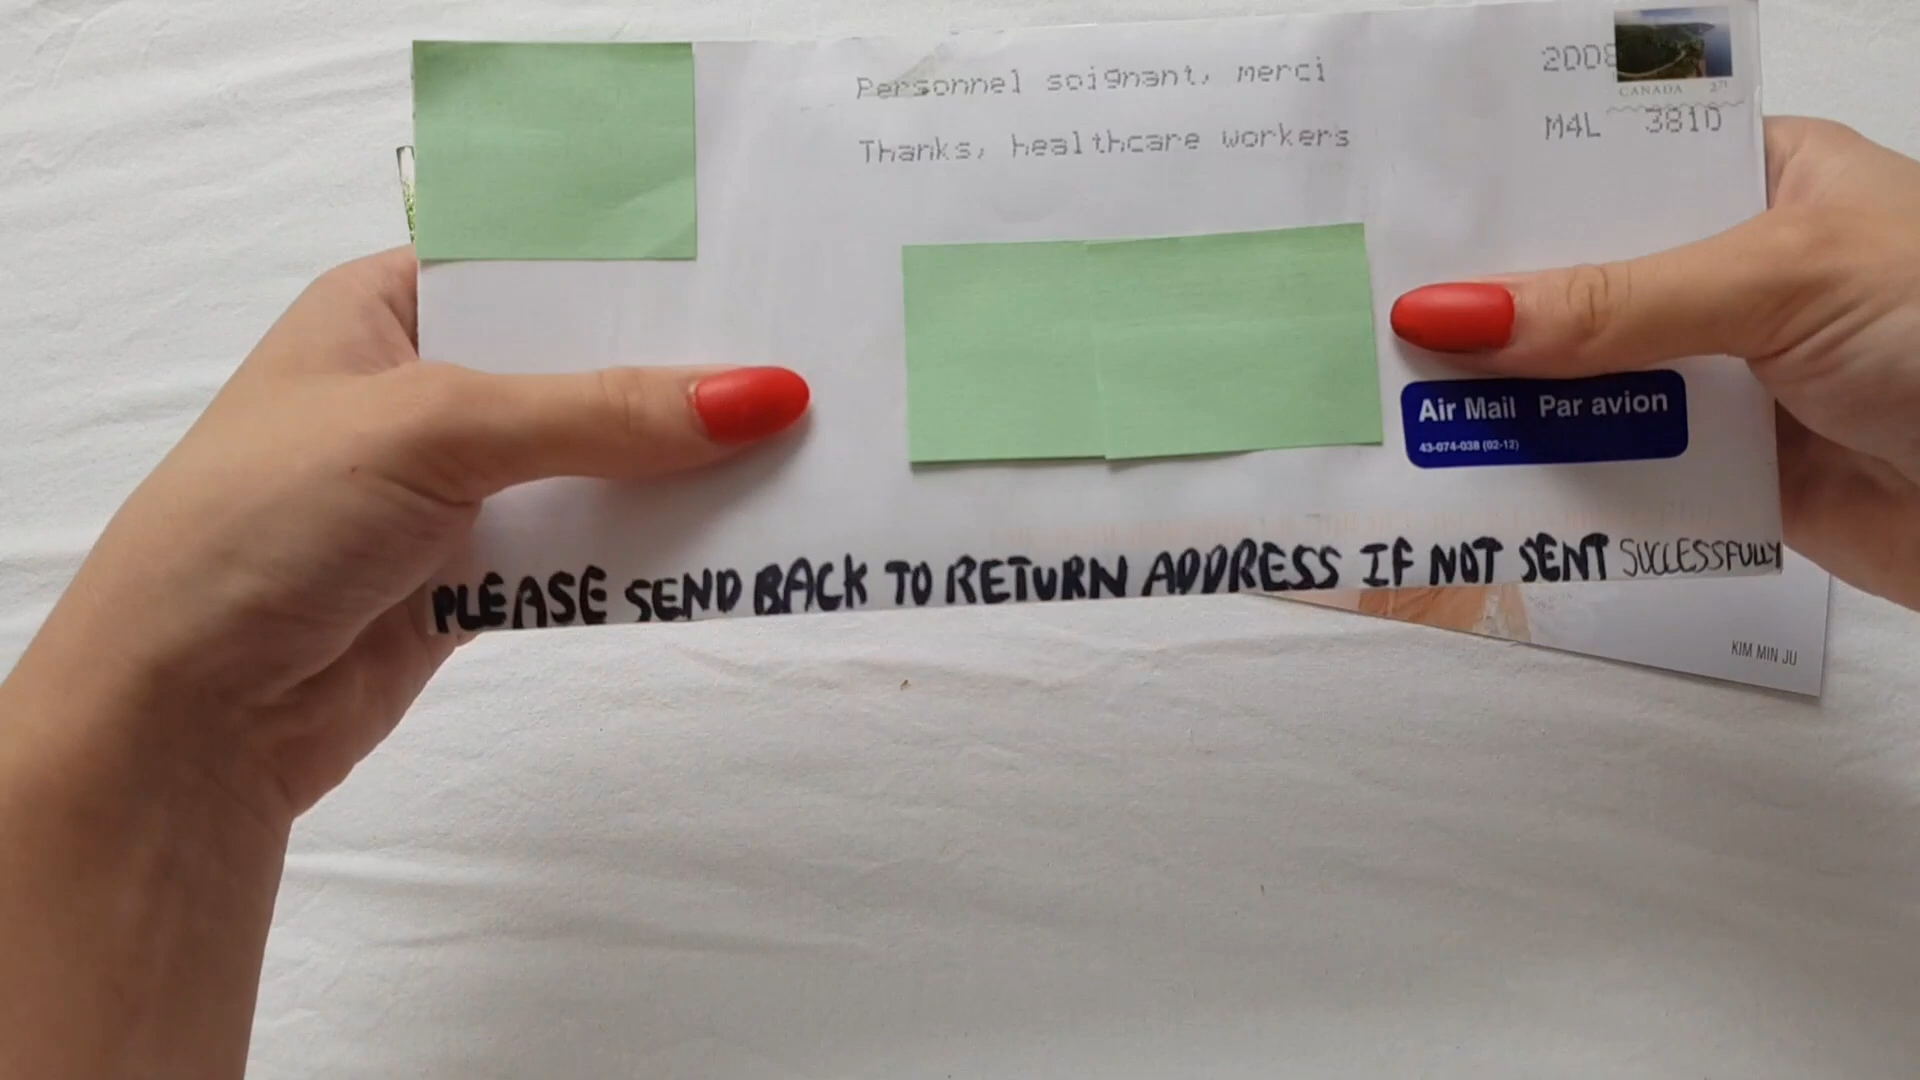 Personnel soignant, merci
Thanks, healthcare workers
2008
M4L 3810
CANADA
Air Mail Par avion
43-074-038 (02-12)
PLEASE SEND BACK TO RETURN ADDRESS IF NOT SENT SUCCESSFULLY
KIM MIN JU